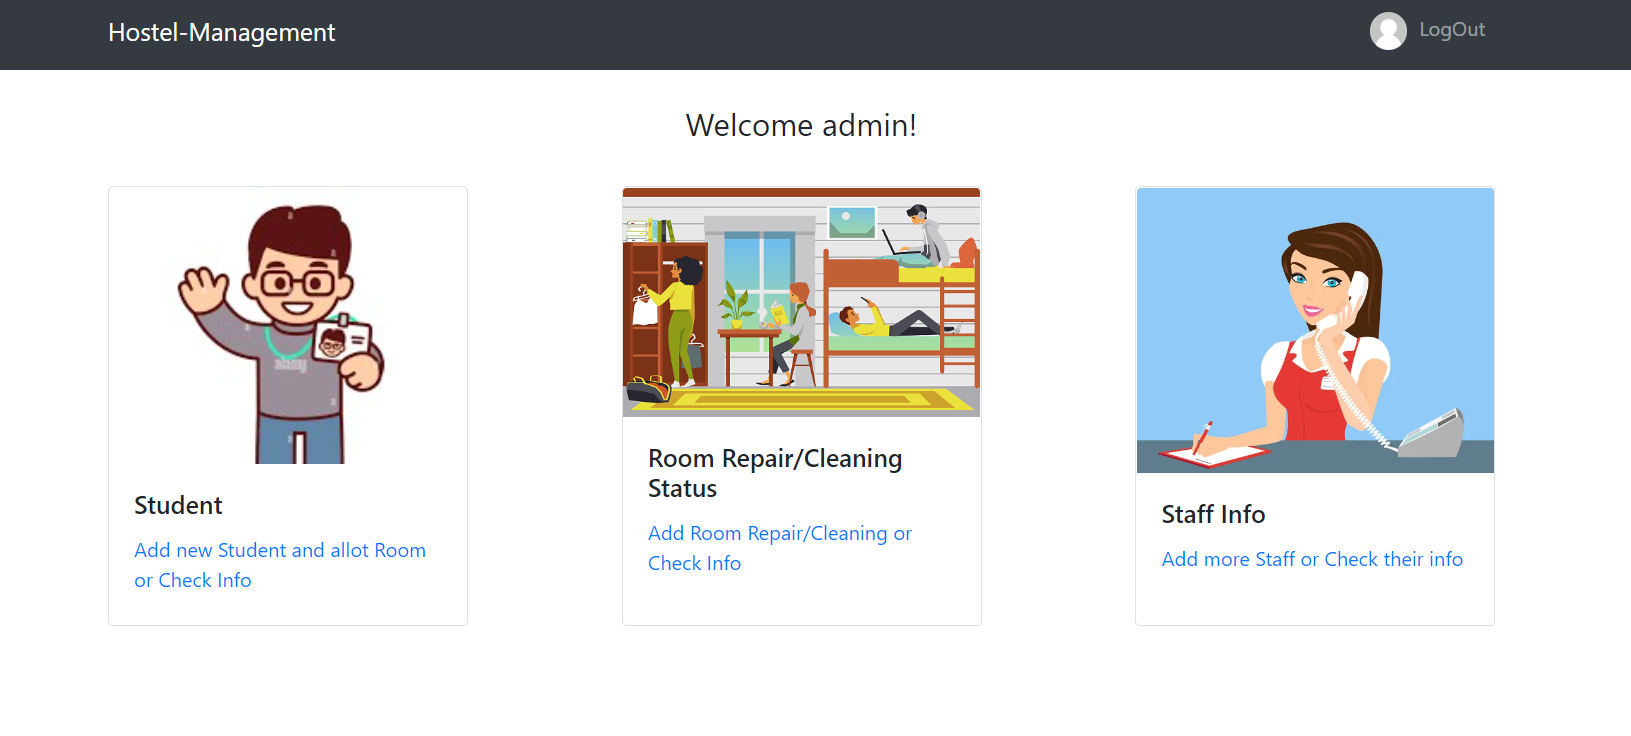 Hostel-Management
LogOut
Welcome admin!
alamy
Student
Add new Student and allot Room
or Check Info
Room Repair/Cleaning
Status
Add Room Repair/Cleaning or
Check Info
Staff Info
Add more Staff or Check their info